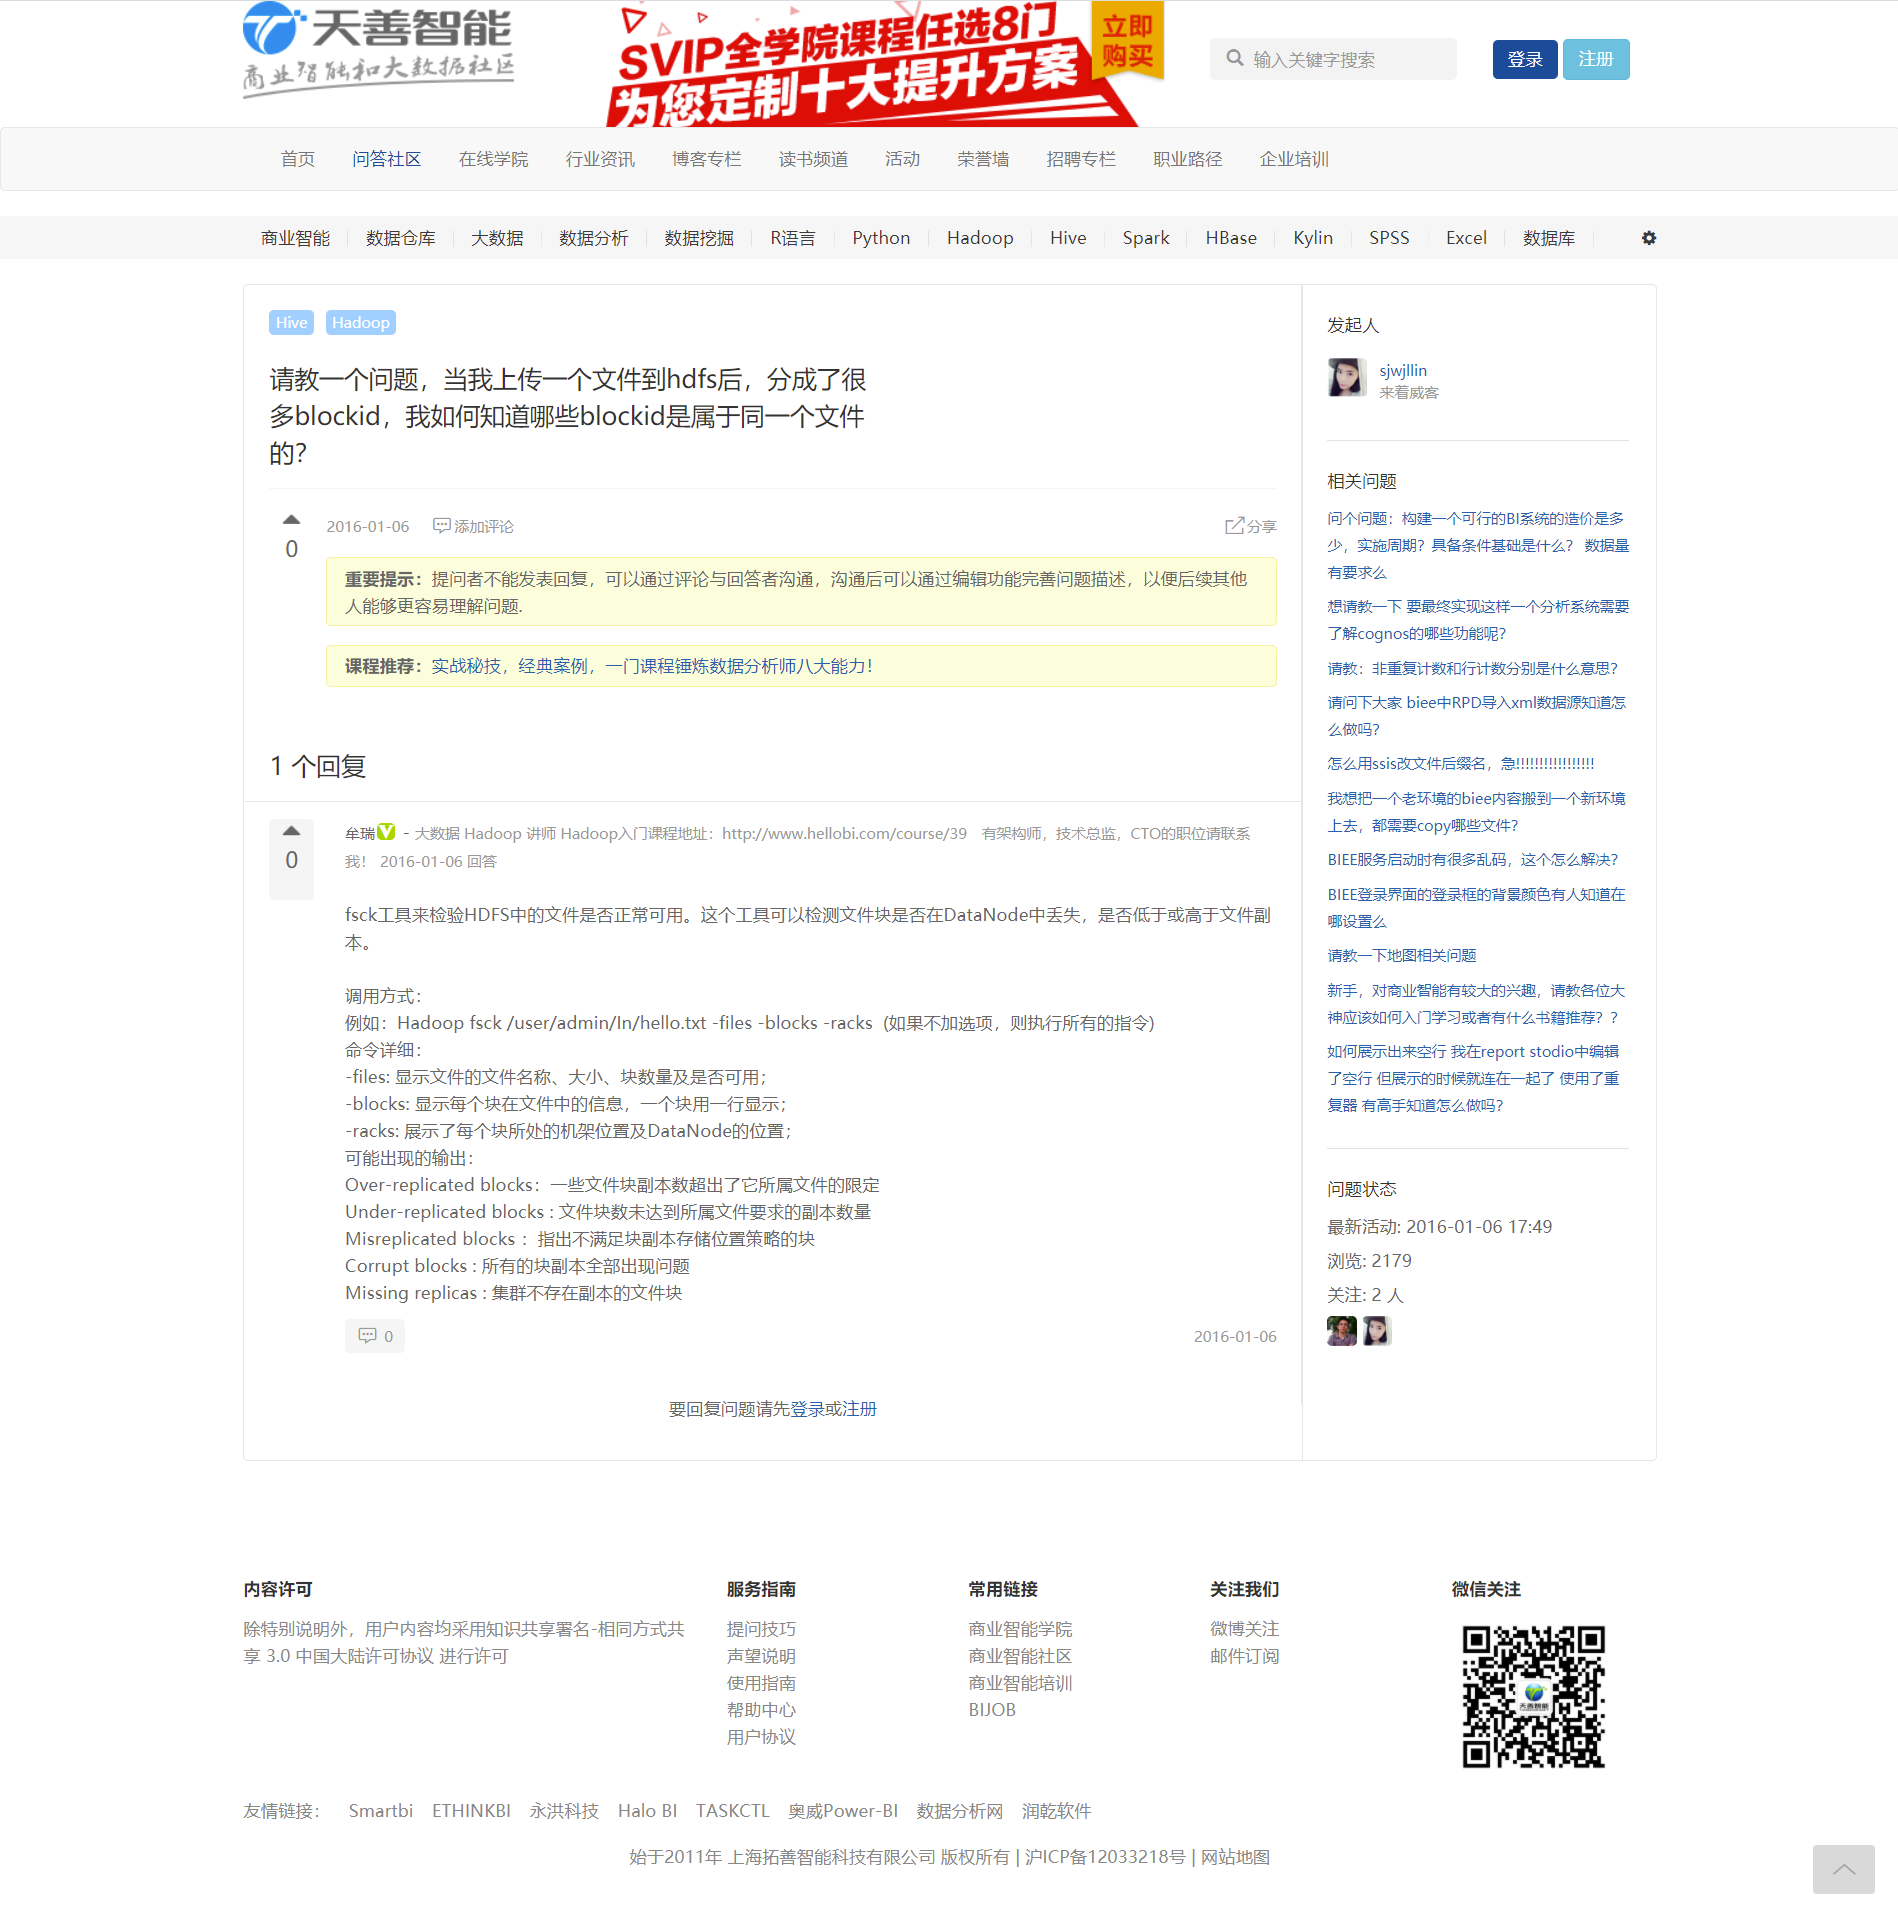 天善智能
商业智能和大数据社区
SVIP全学院课程任选8门
为您定制十大提升方案
立即
购买
输入关键字搜索
登录 注册
首页 问答社区 在线学院 行业资讯 博客专栏 读书频道 活动 荣誉墙 招聘专栏 职业路径 企业培训
商业智能 数据仓库 大数据 数据分析 数据挖掘 R语言 Python Hadoop Hive Spark HBase Kylin SPSS Excel 数据库
Hive Hadoop
请教一个问题，当我上传一个文件到hdfs后，分成了很
多blockid，我如何知道哪些blockid是属于同一个文件
的？
0
2016-01-06 添加评论 分享
重要提示：提问者不能发表回复，可以通过评论与回答者沟通，沟通后可以通过编辑功能完善问题描述，以便后续其他
人能够更容易理解问题.
课程推荐：实战秘技，经典案例，一门课程锤炼数据分析师八大能力！
1 个回复
0
牟瑞 - 大数据 Hadoop 讲师 Hadoop入门课程地址：http://www.hellobi.com/course/39 有架构师，技术总监，CTO的职位请联系
我！ 2016-01-06 回答
fsck工具来检验HDFS中的文件是否正常可用。这个工具可以检测文件块是否在DataNode中丢失，是否低于或高于文件副
本。
调用方式：
例如：Hadoop fsck /user/admin/In/hello.txt -files -blocks -racks (如果不加选项，则执行所有的指令)
命令详细：
-files: 显示文件的文件名称、大小、块数量及是否可用；
-blocks: 显示每个块在文件中的信息，一个块用一行显示；
-racks: 展示了每个块所处的机架位置及DataNode的位置；
可能出现的输出：
Over-replicated blocks：一些文件块副本数超出了它所属文件的限定
Under-replicated blocks : 文件块数未达到所属文件要求的副本数量
Misreplicated blocks ：指出不满足块副本存储位置策略的块
Corrupt blocks : 所有的块副本全部出现问题
Missing replicas : 集群不存在副本的文件块
0
2016-01-06
要回复问题请先登录或注册
发起人
sjwjllin
来着威客
相关问题
问个问题：构建一个可行的BI系统的造价是多
少，实施周期？具备条件基础是什么？ 数据量
有要求么
想请教一下 要最终实现这样一个分析系统需要
了解cognos的哪些功能呢？
请教：非重复计数和行计数分别是什么意思？
请问下大家 biee中RPD导入xml数据源知道怎
么做吗？
怎么用ssis改文件后缀名，急!!!!!!!!!!!!!!!!!
我想把一个老环境的biee内容搬到一个新环境
上去，都需要copy哪些文件？
BIEE服务启动时有很多乱码，这个怎么解决？
BIEE登录界面的登录框的背景颜色有人知道在
哪设置么
请教一下地图相关问题
新手，对商业智能有较大的兴趣，请教各位大
神应该如何入门学习或者有什么书籍推荐？？
如何展示出来空行 我在report stodio中编辑
了空行 但展示的时候就连在一起了 使用了重
复器 有高手知道怎么做吗？
问题状态
最新活动: 2016-01-06 17:49
浏览: 2179
关注: 2 人
内容许可
除特别说明外，用户内容均采用知识共享署名-相同方式共
享 3.0 中国大陆许可协议 进行许可
服务指南
提问技巧
声望说明
使用指南
帮助中心
用户协议
常用链接
商业智能学院
商业智能社区
商业智能培训
BIJOB
关注我们
微博关注
邮件订阅
微信关注
天善智能
友情链接： Smartbi ETHINKBI 永洪科技 Halo BI TASKCTL 奥威Power-BI 数据分析网 润乾软件
始于2011年 上海拓善智能科技有限公司 版权所有 | 沪ICP备12033218号 | 网站地图